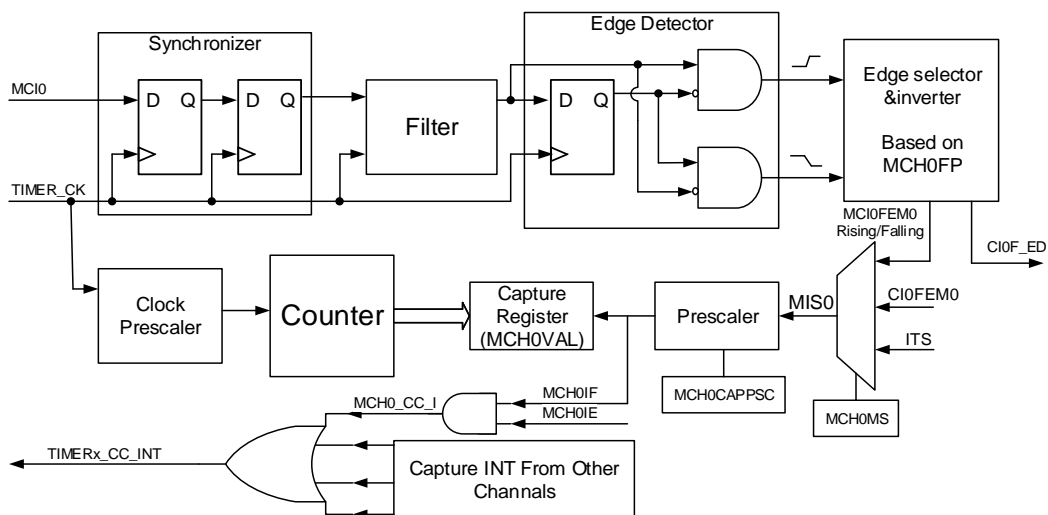 Synchronizer
Edge Detector
MCI0
D Q
D Q
Filter
D Q
Edge selector
&inverter
Based on
MCH0FP
TIMER_CK
MCI0FEM0
Rising/Falling
CI0F_ED
Clock
Prescaler
Counter
Capture
Register
(MCH0VAL)
Prescaler
MIS0
CI0FEM0
ITS
MCH0CAPPSC
MCH0MS
MCH0IF
MCH0_CC_I
MCH0IE
TIMERx_CC_INT
Capture INT From Other
Channels